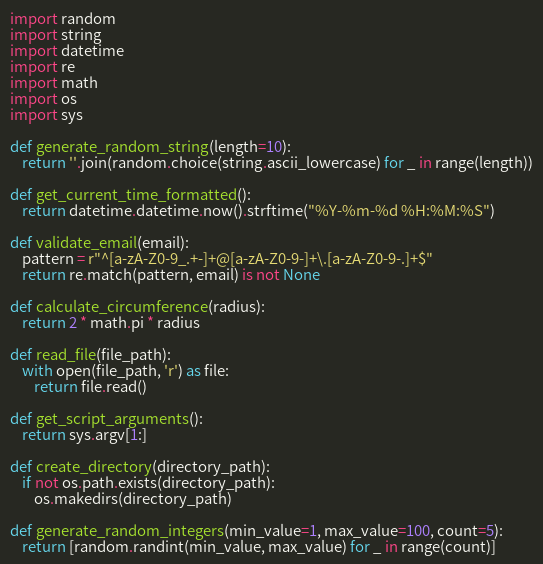 import random
import string
import datetime
import re
import math
import os
import sys

def generate_random_string(length=10):
    return ''.join(random.choice(string.ascii_lowercase) for _ in range(length))

def get_current_time_formatted():
    return datetime.datetime.now().strftime("%Y-%m-%d %H:%M:%S")

def validate_email(email):
    pattern = r"^[a-zA-Z0-9_.+-]+@[a-zA-Z0-9-]+\.[a-zA-Z0-9-.]+$"
    return re.match(pattern, email) is not None

def calculate_circumference(radius):
    return 2 * math.pi * radius

def read_file(file_path):
    with open(file_path, 'r') as file:
        return file.read()

def get_script_arguments():
    return sys.argv[1:]

def create_directory(directory_path):
    if not os.path.exists(directory_path):
        os.makedirs(directory_path)

def generate_random_integers(min_value=1, max_value=100, count=5):
    return [random.randint(min_value, max_value) for _ in range(count)]